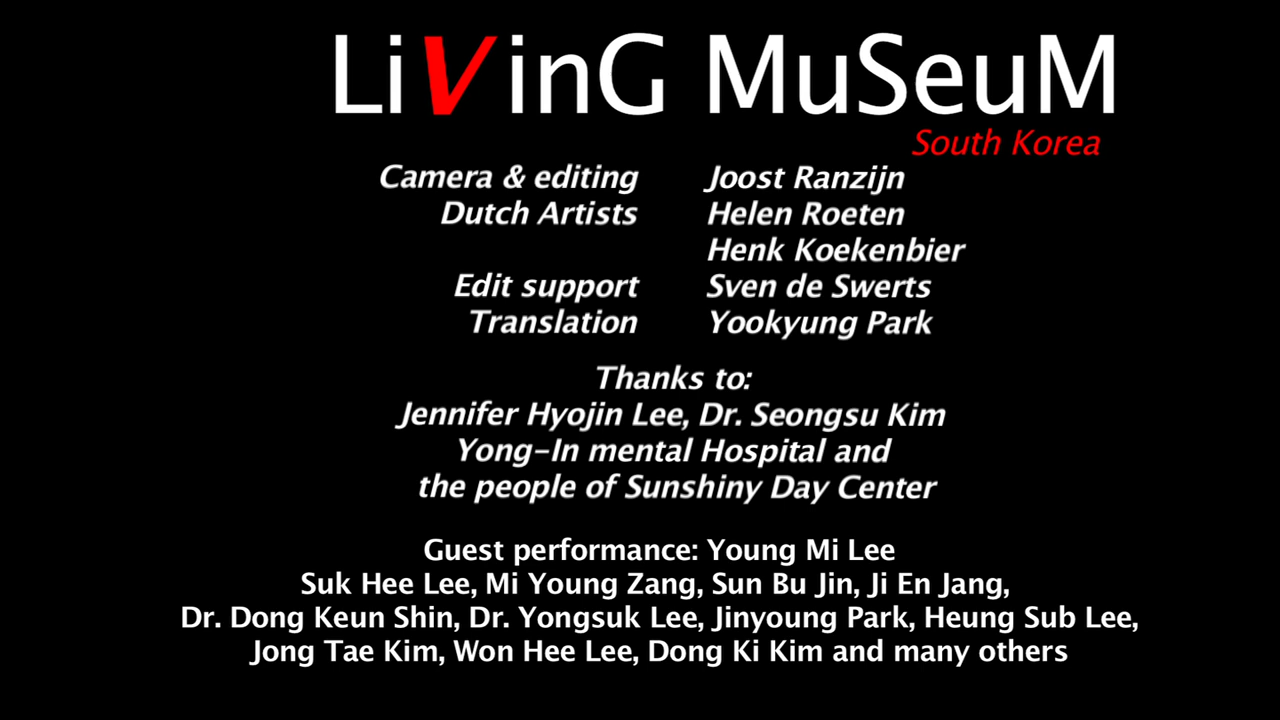 LiVinG MuSeuM
South Korea
Camera & editing Joost Ranzijn
Dutch Artists Helen Roeten
Henk Koekenbier
Edit support Sven de Swerts
Translation Yookyung Park
Thanks to:
Jennifer Hyojin Lee, Dr. Seongsu Kim
Yong-In mental Hospital and
the people of Sunshiny Day Center
Guest performance: Young Mi Lee
Suk Hee Lee, Mi Young Zang, Sun Bu Jin, Ji En Jang,
Dr. Dong Keun Shin, Dr. Yongsuk Lee, Jinyoung Park, Heung Sub Lee,
Jong Tae Kim, Won Hee Lee, Dong Ki Kim and many others